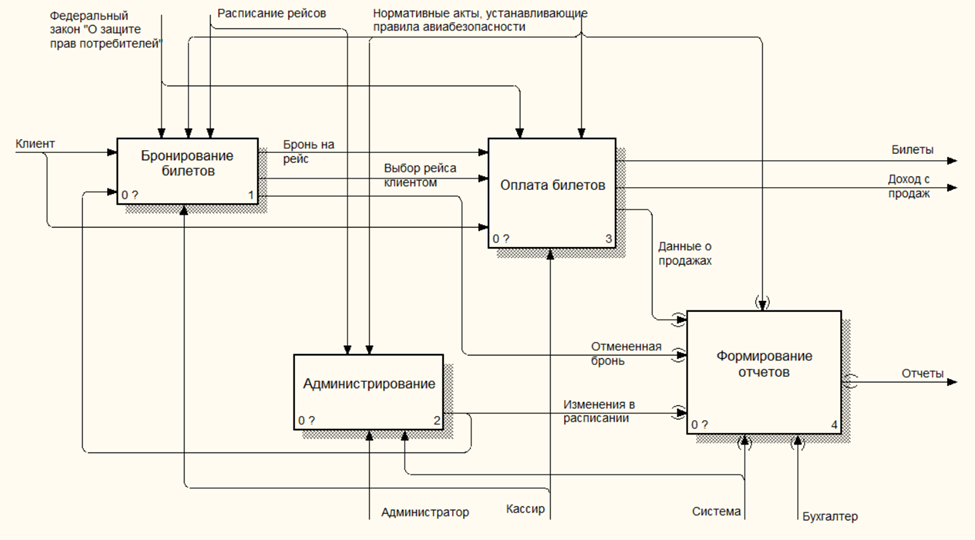 Федеральный
закон "О защите
прав потребителей"
Расписание рейсов
Нормативные акты, устанавливающие
правила авиабезопасности
Клиент
Бронирование
билетов
0 ?
1
Бронь на
рейс
Выбор рейса
клиентом
Оплата билетов
0 ?
3
Билеты
Доход с
продаж
Данные о
продажах
Администрирование
0 ?
2
Отмененная
бронь
Изменения в
расписании
Формирование
отчетов
0 ?
4
Отчеты
Администратор
Кассир
Система
Бухгалтер